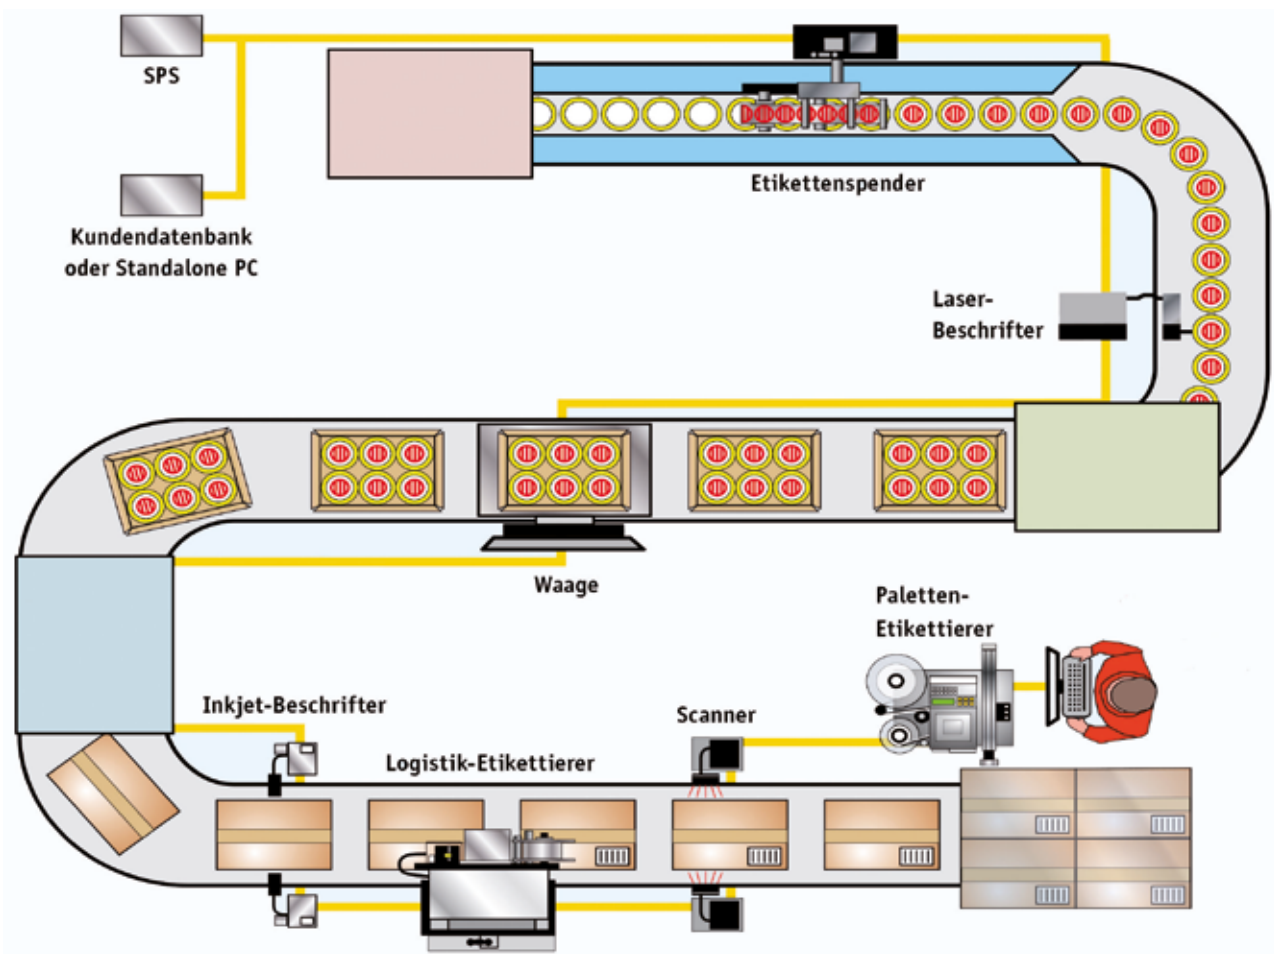 SPS
Kundendatenbank
oder Standalone PC
Etikettenspender
Laser-
Beschrifter
Waage
Paletten-
Etikettierer
Inkjet-Beschrifter
Scanner
Logistik-Etikettierer